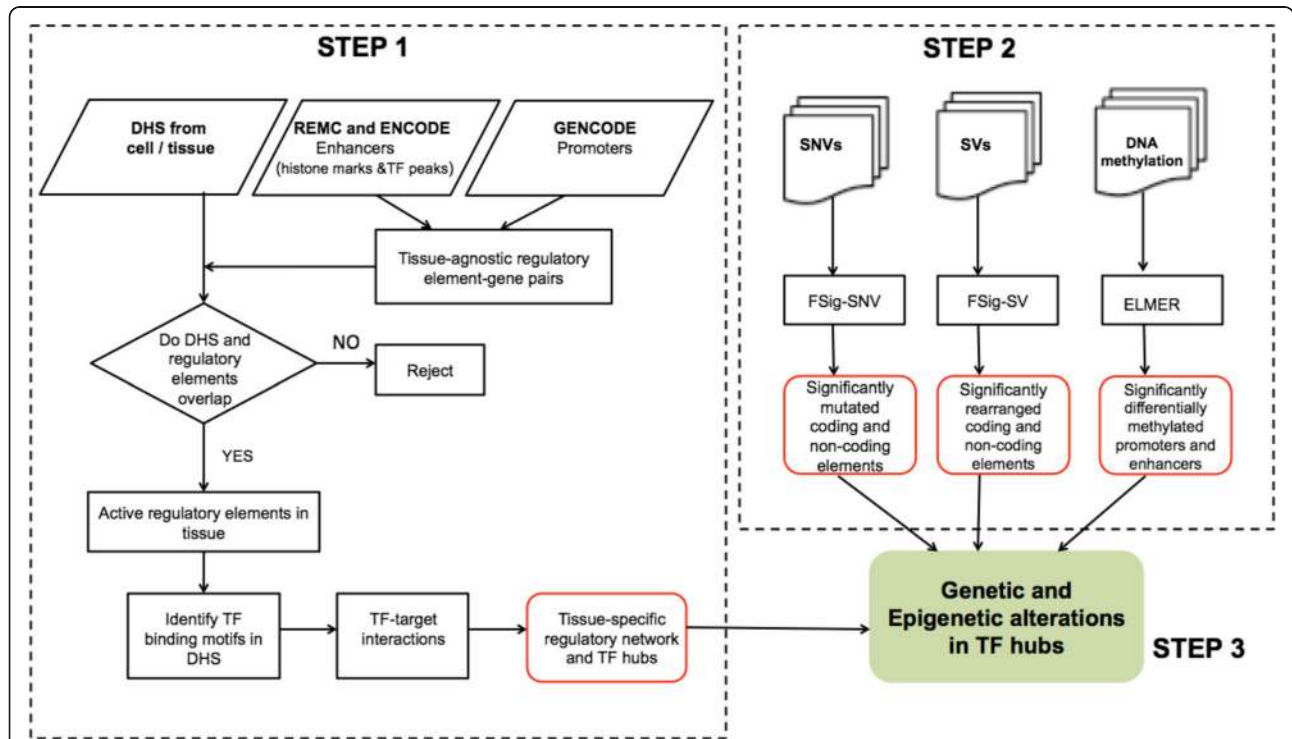 STEP 1
DHS from
cell / tissue
REMC and ENCODE
Enhancers
(histone marks &TF peaks)
GENCODE
Promoters
Tissue-agnostic regulatory
element-gene pairs
Do DHS and
regulatory
elements
overlap
NO
Reject
YES
Active regulatory elements in
tissue
Identify TF
binding motifs in
DHS
TF-target
interactions
Tissue-specific
regulatory network
and TF hubs
STEP 2
SNVs
SVs
DNA
methylation
FSig-SNV
FSig-SV
ELMER
Significantly
mutated
coding and
non-coding
elements
Significantly
rearranged
coding and
non-coding
elements
Significantly
differentially
methylated
promoters and
enhancers
Genetic and
Epigenetic alterations
in TF hubs
STEP 3